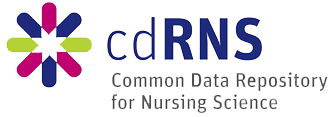 cdRNS
Common Data Repository
for Nursing Science